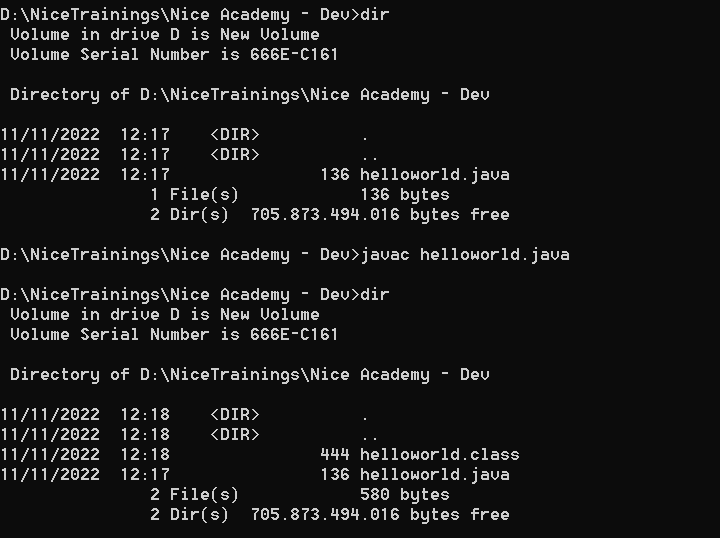 D:\NiceTrainings\Nice Academy - Dev>dir
 Volume in drive D is New Volume
 Volume Serial Number is 666E-C161
 Directory of D:\NiceTrainings\Nice Academy - Dev
11/11/2022  12:17    <DIR>          .
11/11/2022  12:17    <DIR>          ..
11/11/2022  12:17               136 helloworld.java
               1 File(s)            136 bytes
               2 Dir(s)  705.873.494.016 bytes free
D:\NiceTrainings\Nice Academy - Dev>javac helloworld.java
D:\NiceTrainings\Nice Academy - Dev>dir
 Volume in drive D is New Volume
 Volume Serial Number is 666E-C161
 Directory of D:\NiceTrainings\Nice Academy - Dev
11/11/2022  12:18    <DIR>          .
11/11/2022  12:18    <DIR>          ..
11/11/2022  12:18               444 helloworld.class
11/11/2022  12:17               136 helloworld.java
               2 File(s)            580 bytes
               2 Dir(s)  705.873.494.016 bytes free